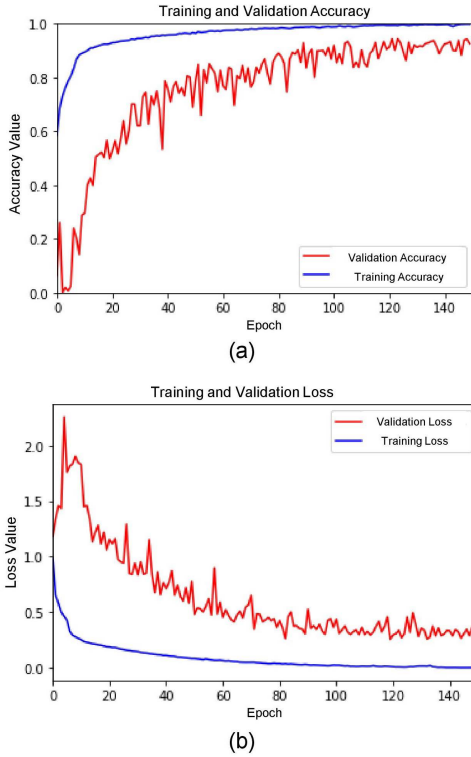 Training and Validation Accuracy
1.0
0.8
0.6
0.4
0.2
0.0
Accuracy Value
Validation Accuracy
Training Accuracy
0 20 40 60 80 100 120 140
Epoch
(a)
Training and Validation Loss
2.0
1.5
1.0
0.5
0.0
Loss Value
Validation Loss
Training Loss
0 20 40 60 80 100 120 140
Epoch
(b)